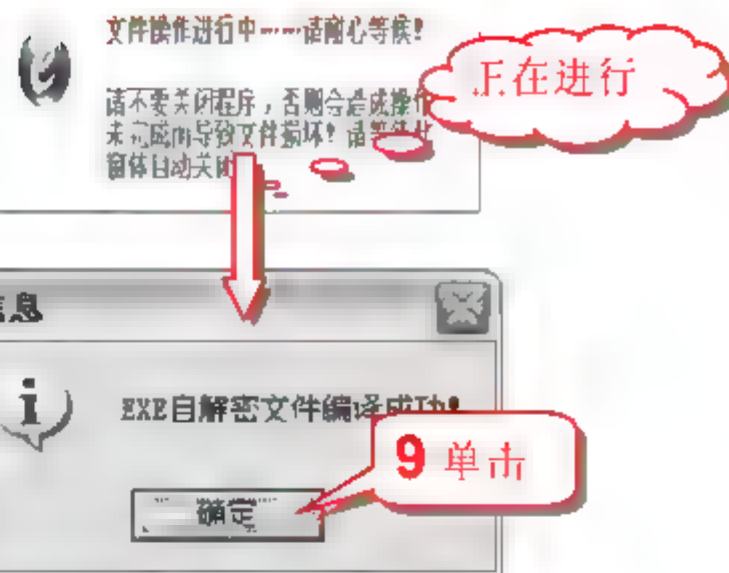 文件操作进行中……请耐心等候!
正在进行
请不要关闭程序，否则会造成操作
未完成而导致文件损坏! 请等待此
窗体自动关闭
信息
EXE自解密文件编译成功!
9 单击
确定